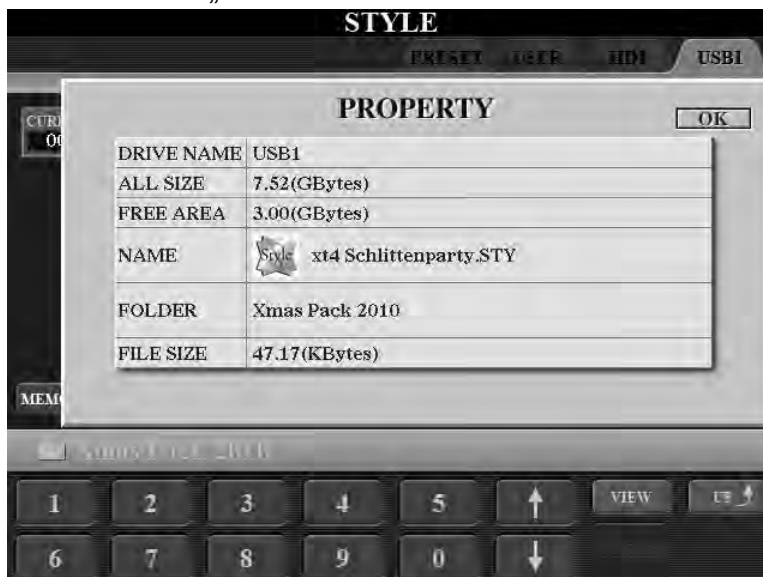 STYLE
PRESET USER HD1 USB1
PROPERTY
OK
DRIVE NAME USB1
ALL SIZE 7.52(GBytes)
FREE AREA 3.00(GBytes)
NAME Style xt4 Schlittenparty.STY
FOLDER Xmas Pack 2010
FILE SIZE 47.17(KBytes)
1 2 3 4 5 VIEW UP
6 7 8 9 0